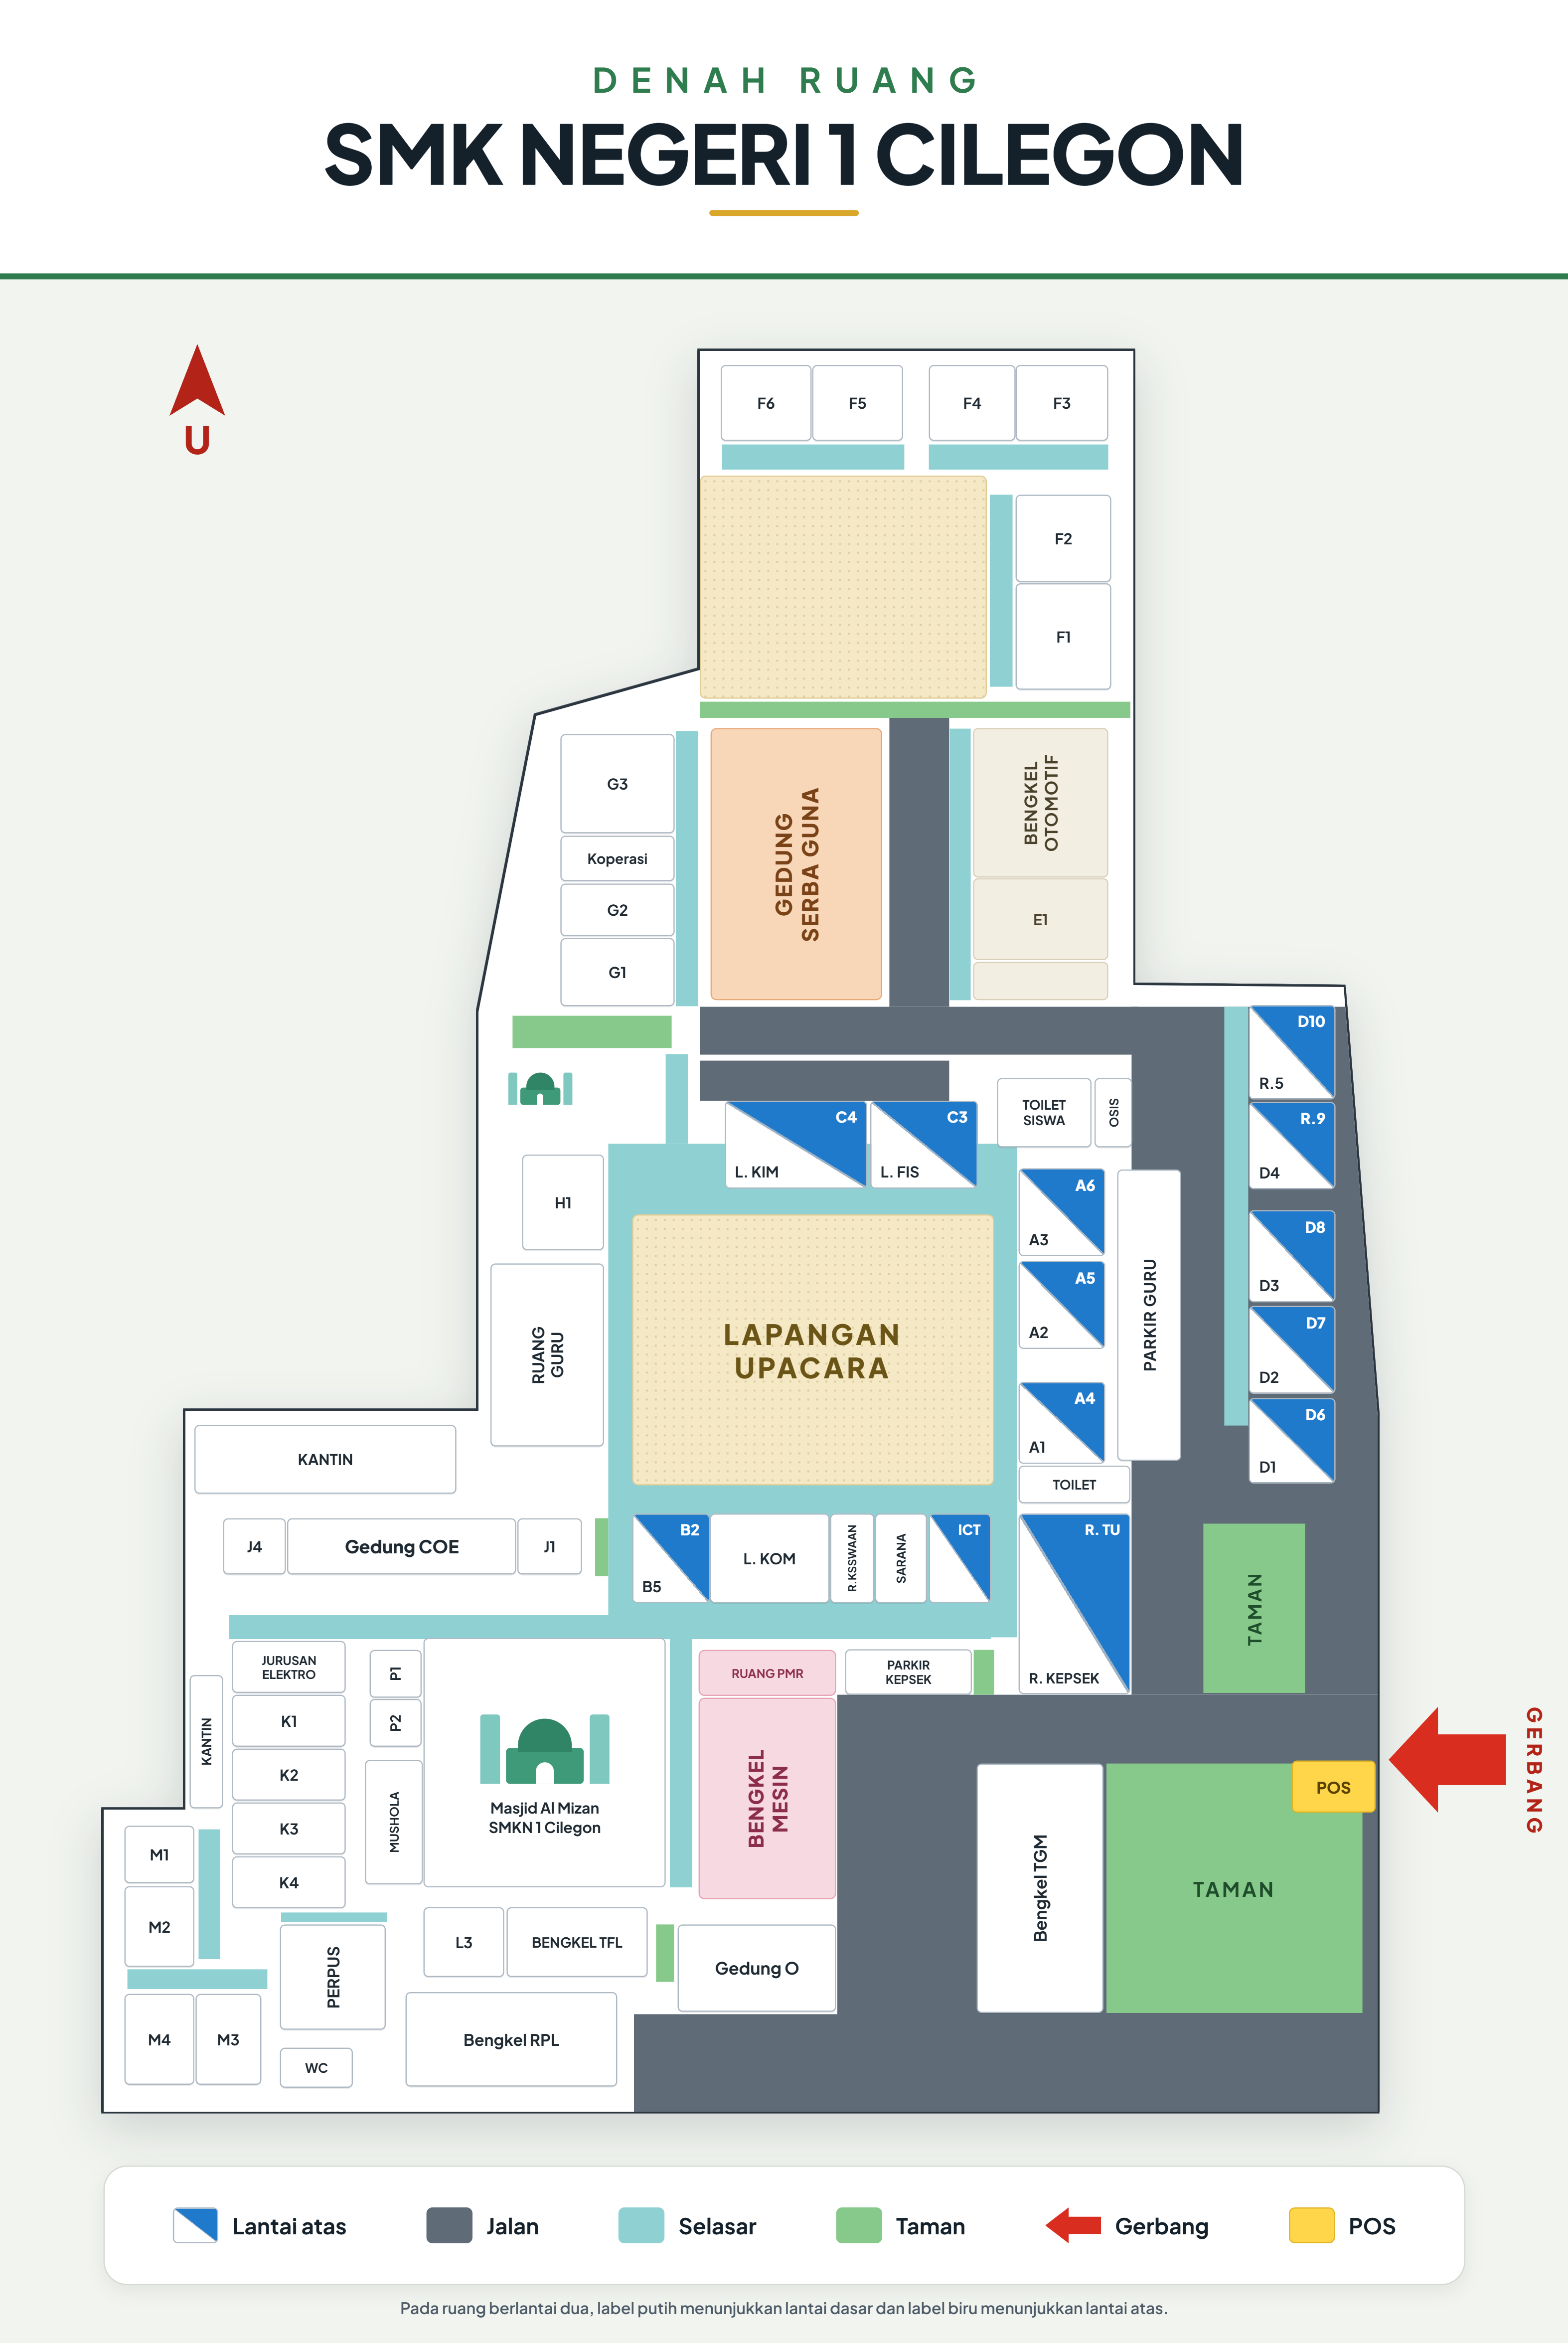 DENAH RUANG
SMK NEGERI 1 CILEGON
U
F6
F5
F4
F3
F2
F1
G3
Koperasi
G2
G1
GEDUNG
SERBA GUNA
BENGKEL
OTOMOTIF
E1
D10
R.5
R.9
D4
D8
D3
D7
D2
D6
D1
C4
L. KIM
C3
L. FIS
TOILET
SISWA
OSIS
A6
A3
A5
A2
A4
A1
TOILET
PARKIR GURU
H1
RUANG
GURU
LAPANGAN
UPACARA
KANTIN
J4
Gedung COE
J1
B2
B5
L. KOM
R.KSSWAAN
SARANA
ICT
R. TU
R. KEPSEK
TAMAN
JURUSAN
ELEKTRO
K1
K2
K3
K4
KANTIN
P1
P2
MUSHOLA
Masjid Al Mizan
SMKN 1 Cilegon
RUANG PMR
PARKIR
KEPSEK
BENGKEL
MESIN
GERBANG
POS
TAMAN
Bengkel TGM
M1
M2
M4
M3
PERPUS
WC
L3
BENGKEL TFL
Gedung O
Bengkel RPL
Lantai atas
Jalan
Selasar
Taman
Gerbang
POS
Pada ruang berlantai dua, label putih menunjukkan lantai dasar dan label biru menunjukkan lantai atas.